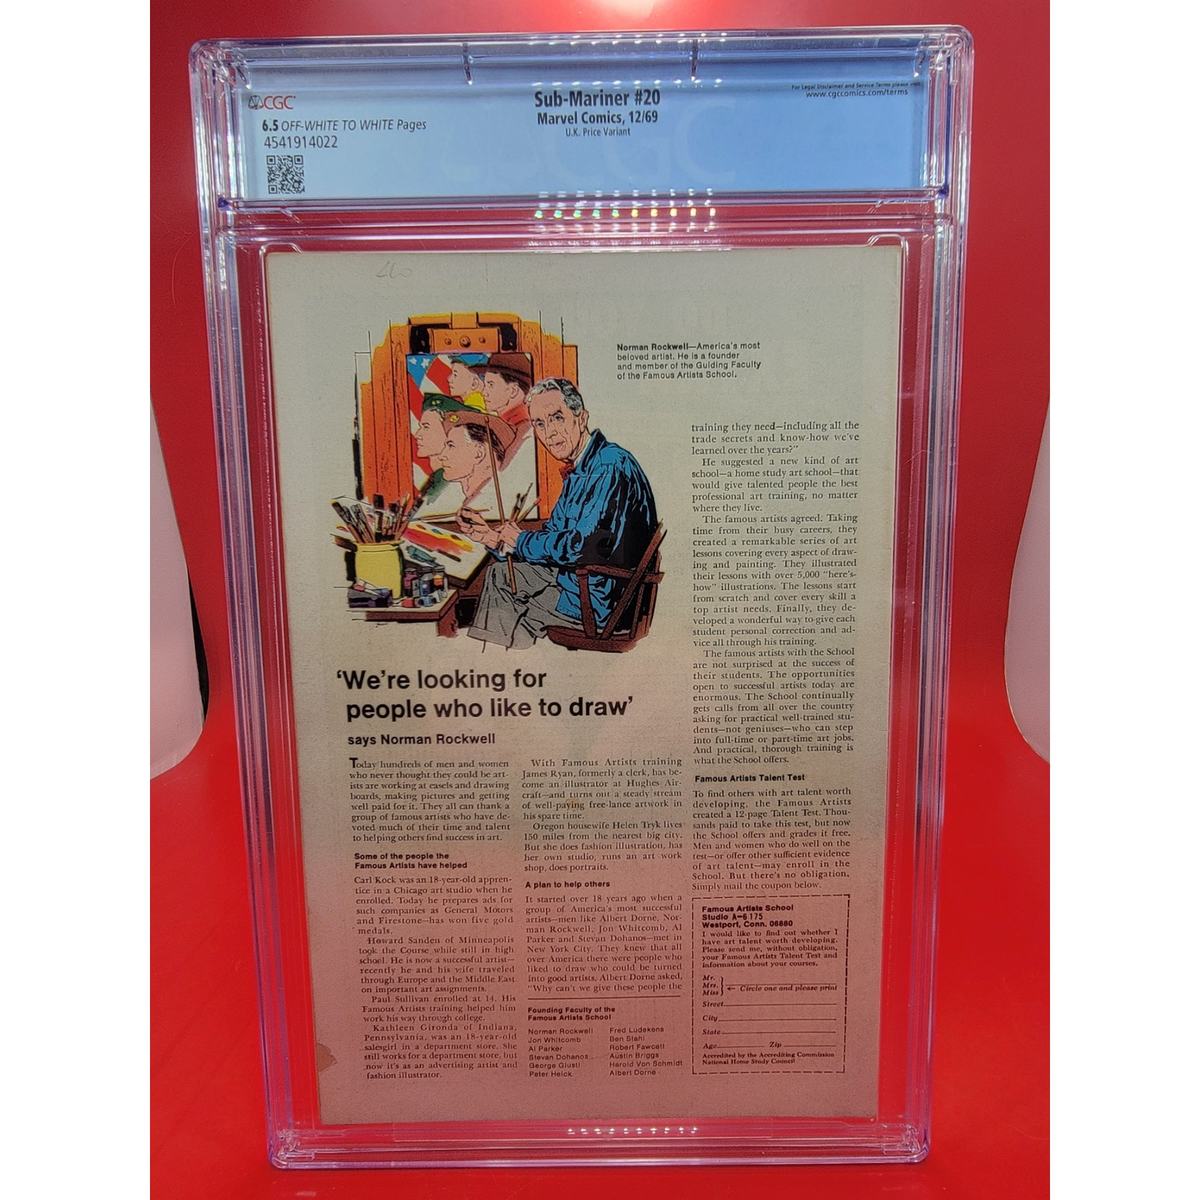 CGC
6.5 OFF-WHITE TO WHITE Pages
4541914022
Sub-Mariner #20
Marvel Comics, 12/69
U.K. Price Variant
For Legal Disclaimer and Service Terms please visit
www.cgccomics.com/terms
Norman Rockwell—America's most
beloved artist. He is a founder
and member of the Guiding Faculty
of the Famous Artists School.
'We're looking for
people who like to draw'
says Norman Rockwell
Today hundreds of men and women
who never thought they could be art-
ists are working at easels and drawing
boards, making pictures and getting
well paid for it. They all can thank a
group of famous artists who have de-
voted much of their time and talent
to helping others find success in art.
Some of the people the
Famous Artists have helped
Carl Kock was an 18-year-old appren-
tice in a Chicago art studio when he
enrolled. Today he prepares ads for
such companies as General Motors
and Firestone—has won five gold
medals.
Howard Sanden of Minneapolis
took the Course while still in high
school. He is now a successful artist—
recently he and his wife traveled
through Europe and the Middle East
on important art assignments.
Paul Sullivan enrolled at 14. His
Famous Artists training helped him
work his way through college.
Kathleen Gironda of Indiana,
Pennsylvania, was an 18-year-old
salesgirl in a department store. She
still works for a department store, but
now it's as an advertising artist and
fashion illustrator.
With Famous Artists training
James Ryan, formerly a clerk, has be-
come an illustrator at Hughes Air-
craft—and turns out a steady stream
of well-paying free-lance artwork in
his spare time.
Oregon housewife Helen Tryk lives
150 miles from the nearest big city.
But she does fashion illustration, has
her own studio, runs an art work
shop, does portraits.
A plan to help others
It started over 18 years ago when a
group of America's most successful
artists—men like Albert Dorne, Nor-
man Rockwell, Jon Whitcomb, Al
Parker and Stevan Dohanos—met in
New York City. They knew that all
over America there were people who
liked to draw who could be turned
into good artists. Albert Dorne asked,
"Why can't we give these people the
Founding Faculty of the
Famous Artists School
Norman Rockwell
Jon Whitcomb
Al Parker
Stevan Dohanos
George Giusti
Peter Helck
Fred Ludekens
Ben Stahl
Robert Fawcett
Austin Briggs
Harold Von Schmidt
Albert Dorne
training they need—including all the
trade secrets and know-how we've
learned over the years?"
He suggested a new kind of art
school—a home study art school—that
would give talented people the best
professional art training, no matter
where they live.
The famous artists agreed. Taking
time from their busy careers, they
created a remarkable series of art
lessons covering every aspect of draw-
ing and painting. They illustrated
their lessons with over 5,000 "here's-
how" illustrations. The lessons start
from scratch and cover every skill a
top artist needs. Finally, they de-
veloped a wonderful way to give each
student personal correction and ad-
vice all through his training.
The famous artists with the School
are not surprised at the success of
their students. The opportunities
open to successful artists today are
enormous. The School continually
gets calls from all over the country
asking for practical well-trained stu-
dents—not geniuses—who can step
into full-time or part-time art jobs.
And practical, thorough training is
what the School offers.
Famous Artists Talent Test
To find others with art talent worth
developing, the Famous Artists
created a 12-page Talent Test. Thou-
sands paid to take this test, but now
the School offers and grades it free.
Men and women who do well on the
test—or offer other sufficient evidence
of art talent—may enroll in the
School. But there's no obligation.
Simply mail the coupon below.
Famous Artists School
Studio A-6175
Westport, Conn. 06880
I would like to find out whether I
have art talent worth developing.
Please send me, without obligation,
your Famous Artists Talent Test and
information about your courses.
Mr.
Mrs.
Miss
← Circle one and please print
Street
City
State
Age Zip
Accredited by the Accrediting Commission
National Home Study Council